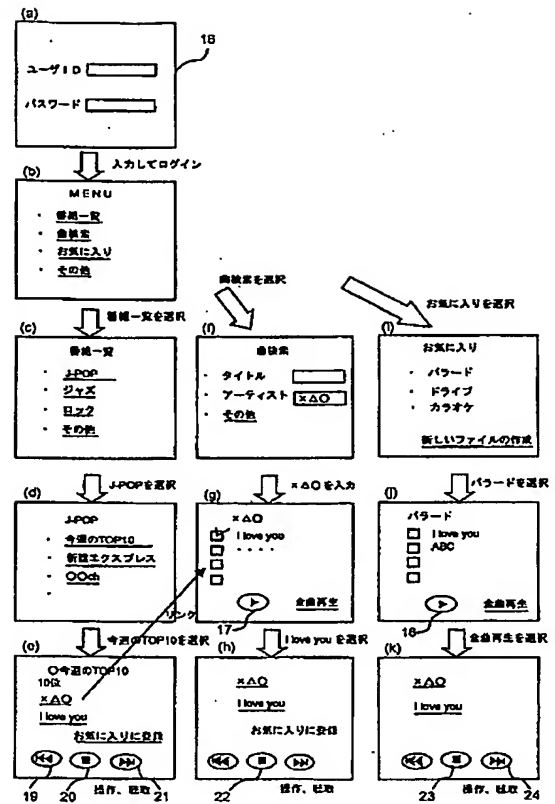 (a)
18
ユーザID
パスワード
入力してログイン
(b)
MENU
・ 番組一覧
・ 曲検索
・ お気に入り
・ その他
番組一覧を選択
曲検索を選択
お気に入りを選択
(c)
番組一覧
・ J-POP
・ ジャズ
・ ロック
・ その他
J-POPを選択
(d)
J-POP
・ 今週のTOP10
・ 新譜エクスプレス
・ ○○ch
・
リンク
今週のTOP10を選択
(e)
○今週のTOP10
10位
×△○
I love you
お気に入りに登録
19
20
21
操作、聴取
(f)
曲検索
・ タイトル
・ アーティスト ×△○
・ その他
×△○を入力
(g)
×△○
I love you
・・・・
全曲再生
17
I love you を選択
(h)
×△○
I love you
お気に入りに登録
22
操作、聴取
(i)
お気に入り
・ バラード
・ ドライブ
・ カラオケ
新しいファイルの作成
バラードを選択
(j)
バラード
I love you
ABC
全曲再生
全曲再生を選択
(k)
×△○
I love you
23
24
操作、聴取